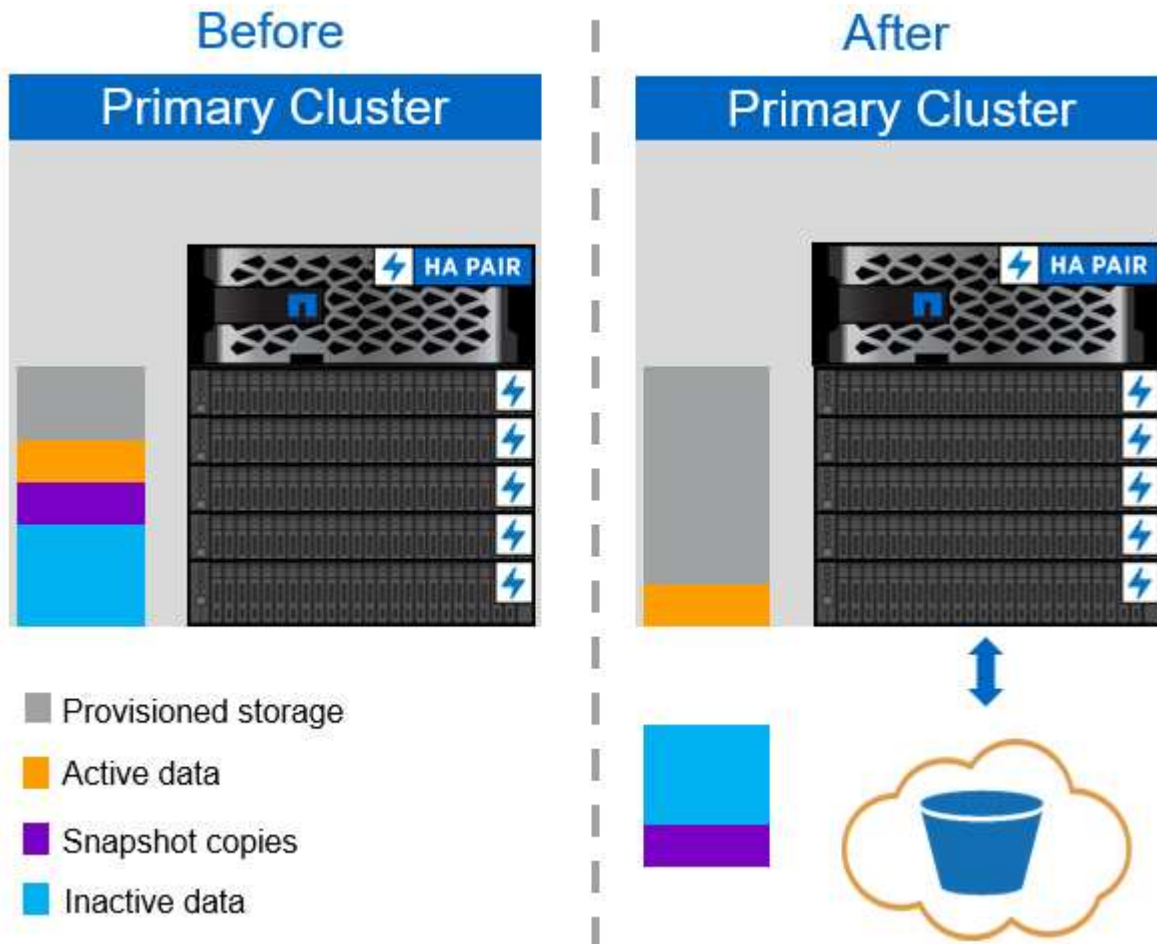 Before
After
Primary Cluster
Primary Cluster
HA PAIR
HA PAIR
Provisioned storage
Active data
Snapshot copies
Inactive data